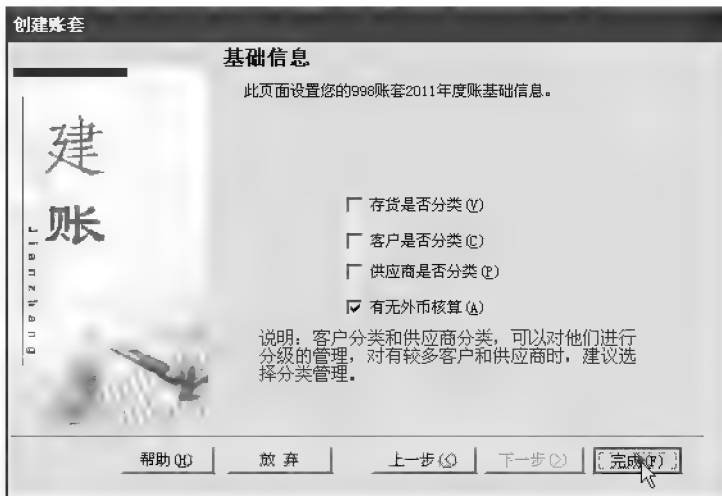 创建账套
基础信息
此页面设置您的998账套2011年度账基础信息。
建
账
Jianzhang
存货是否分类(V)
客户是否分类(C)
供应商是否分类(P)
有无外币核算(A)
说明：客户分类和供应商分类，可以对他们进行
分级的管理，对有较多客户和供应商时，建议选
择分类管理。
帮助(H) 放弃 上一步(<) 下一步(>) 完成(F)